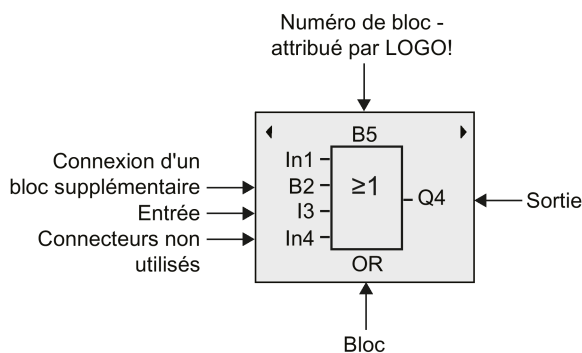 Numéro de bloc -
attribué par LOGO!
B5
Connexion d'un
bloc supplémentaire
Entrée
Connecteurs non
utilisés
In1
B2
I3
In4
≥1
Q4
Sortie
OR
Bloc